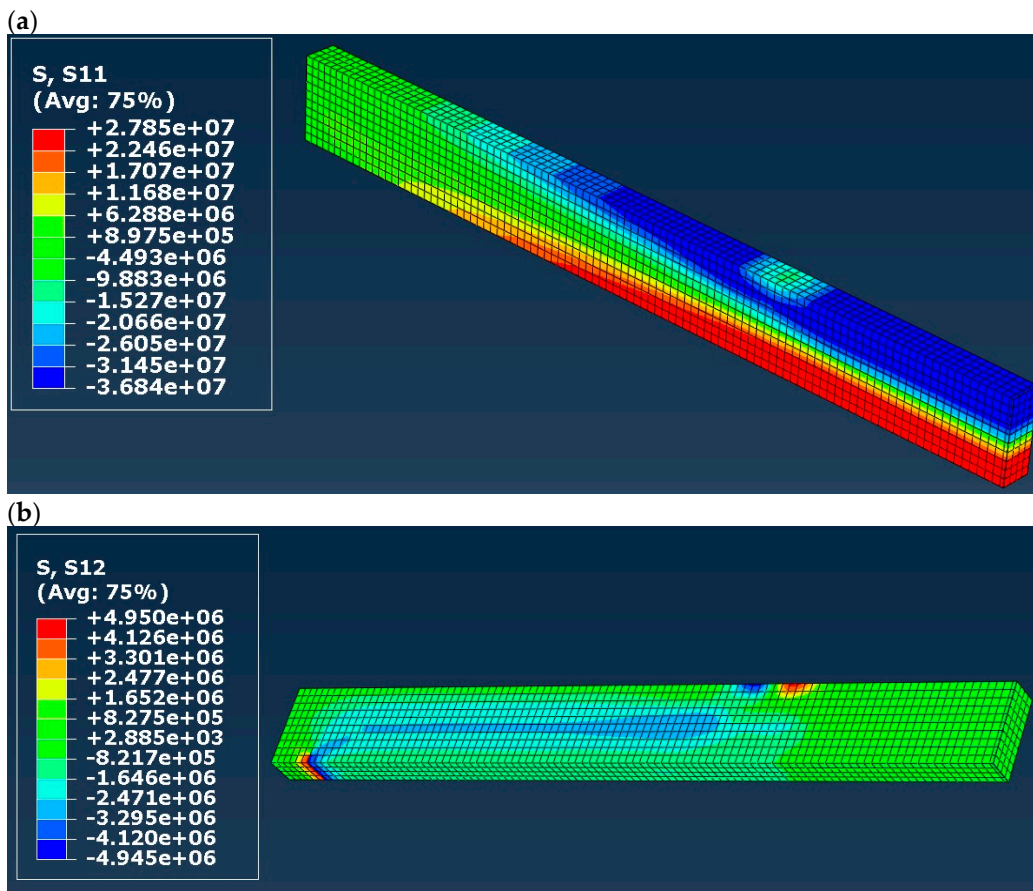 (a)
S, S11
(Avg: 75%)
+2.785e+07
+2.246e+07
+1.707e+07
+1.168e+07
+6.288e+06
+8.975e+05
-4.493e+06
-9.883e+06
-1.527e+07
-2.066e+07
-2.605e+07
-3.145e+07
-3.684e+07
(b)
S, S12
(Avg: 75%)
+4.950e+06
+4.126e+06
+3.301e+06
+2.477e+06
+1.652e+06
+8.275e+05
+2.885e+03
-8.217e+05
-1.646e+06
-2.471e+06
-3.295e+06
-4.120e+06
-4.945e+06